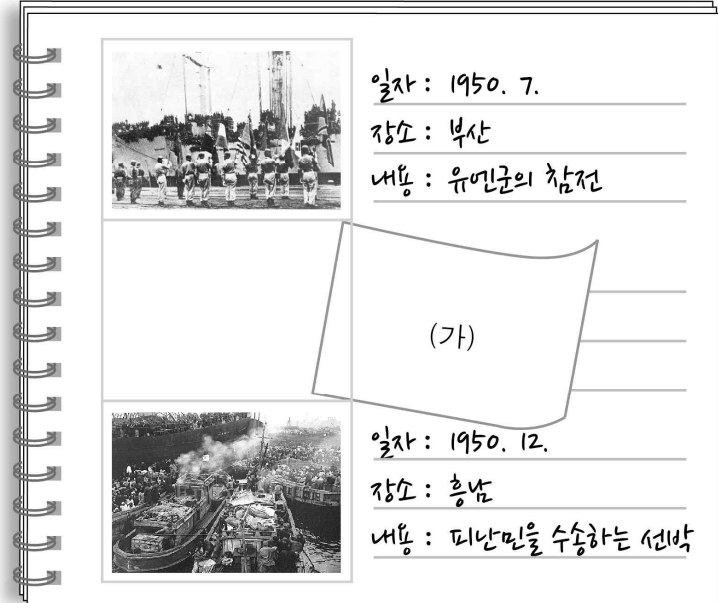 일자 : 1950. 7.
장소 : 부산
내용 : 유엔군의 참전
(가)
일자 : 1950. 12.
장소 : 흥남
내용 : 피난민을 수송하는 선박